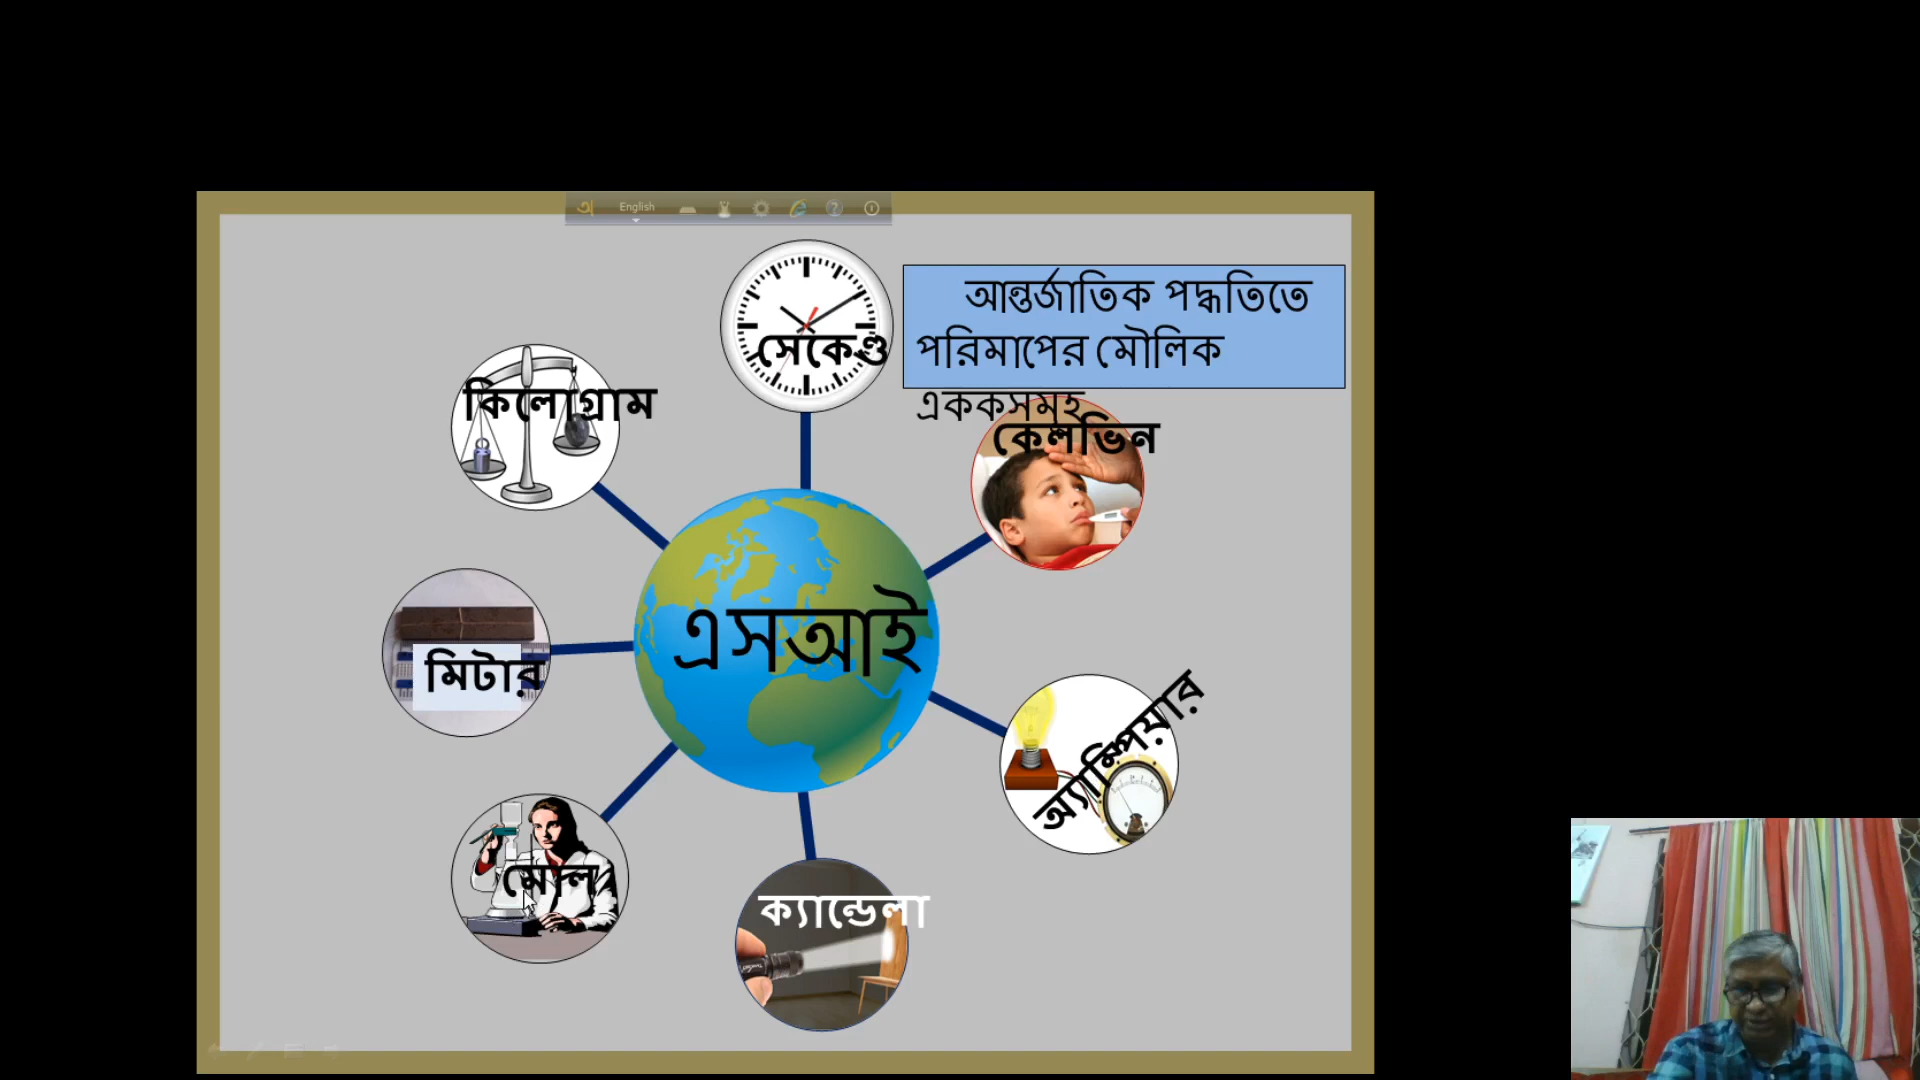 English
আন্তর্জাতিক পদ্ধতিতে
পরিমাপের মৌলিক
এককসমূহ
সেকেণ্ড
কিলোগ্রাম
কেলভিন
এসআই
মিটার
অ্যাম্পিয়ার
মোল
ক্যান্ডেলা